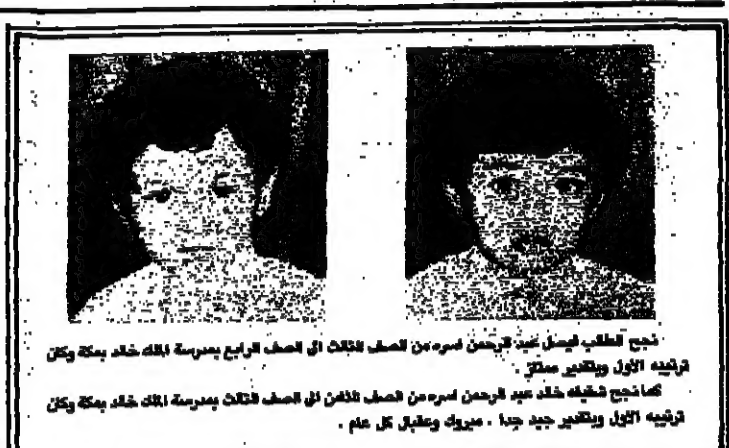 نجح الطالب فيصل عبد الرحمن اسره من الصف الثالث الى الصف الرابع بمدرسة الملك خالد بمكة وكان
ترتيبه الأول وبتقدير ممتاز .
كما نجح شقيقه خالد عبد الرحمن اسره من الصف الثاني الى الصف الثالث بمدرسة الملك خالد بمكة وكان
ترتيبه الأول وبتقدير جيد جدا . مبروك وعقبال كل عام .